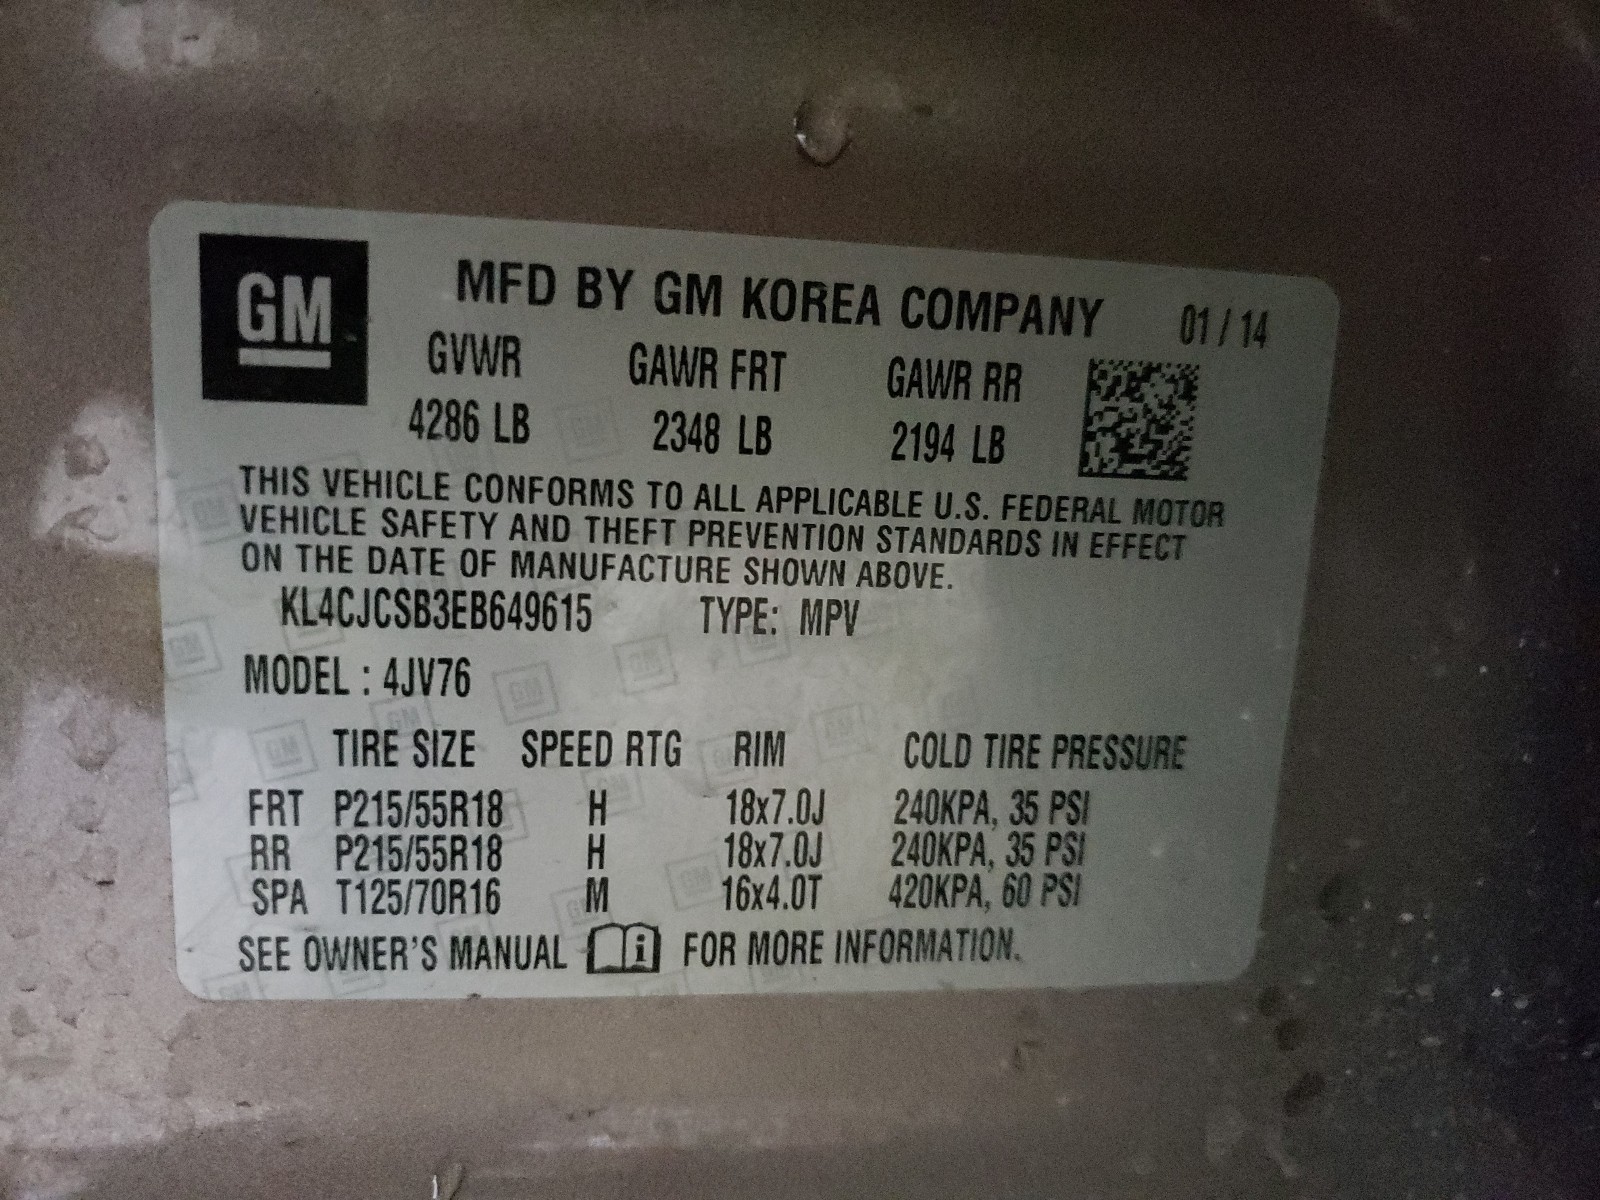 GM
MFD BY GM KOREA COMPANY 01 / 14
GVWR GAWR FRT GAWR RR
4286 LB 2348 LB 2194 LB
THIS VEHICLE CONFORMS TO ALL APPLICABLE U.S. FEDERAL MOTOR
VEHICLE SAFETY AND THEFT PREVENTION STANDARDS IN EFFECT
ON THE DATE OF MANUFACTURE SHOWN ABOVE.
KL4CJCSB3EB649615 TYPE: MPV
MODEL : 4JV76
TIRE SIZE SPEED RTG RIM COLD TIRE PRESSURE
FRT P215/55R18 H 18x7.0J 240KPA, 35 PSI
RR P215/55R18 H 18x7.0J 240KPA, 35 PSI
SPA T125/70R16 M 16x4.0T 420KPA, 60 PSI
SEE OWNER'S MANUAL i FOR MORE INFORMATION.